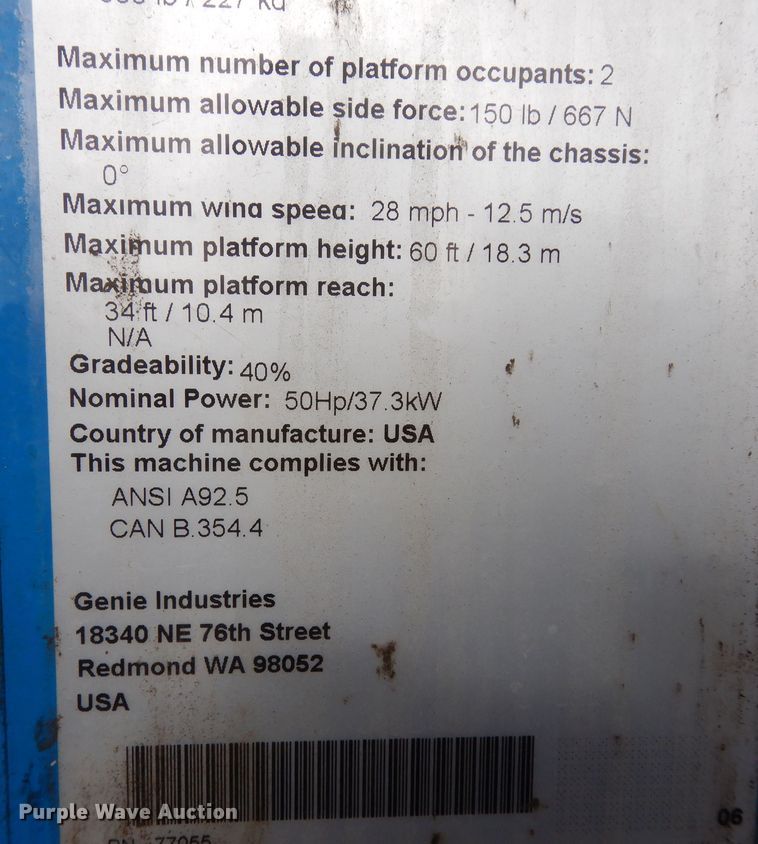 227 kg
Maximum number of platform occupants: 2
Maximum allowable side force: 150 lb / 667 N
Maximum allowable inclination of the chassis:
0°
Maximum wind speed: 28 mph - 12.5 m/s
Maximum platform height: 60 ft / 18.3 m
Maximum platform reach:
34 ft / 10.4 m
N/A
Gradeability: 40%
Nominal Power: 50Hp/37.3kW
Country of manufacture: USA
This machine complies with:
ANSI A92.5
CAN B.354.4
Genie Industries
18340 NE 76th Street
Redmond WA 98052
USA
Purple Wave Auction
06
77055